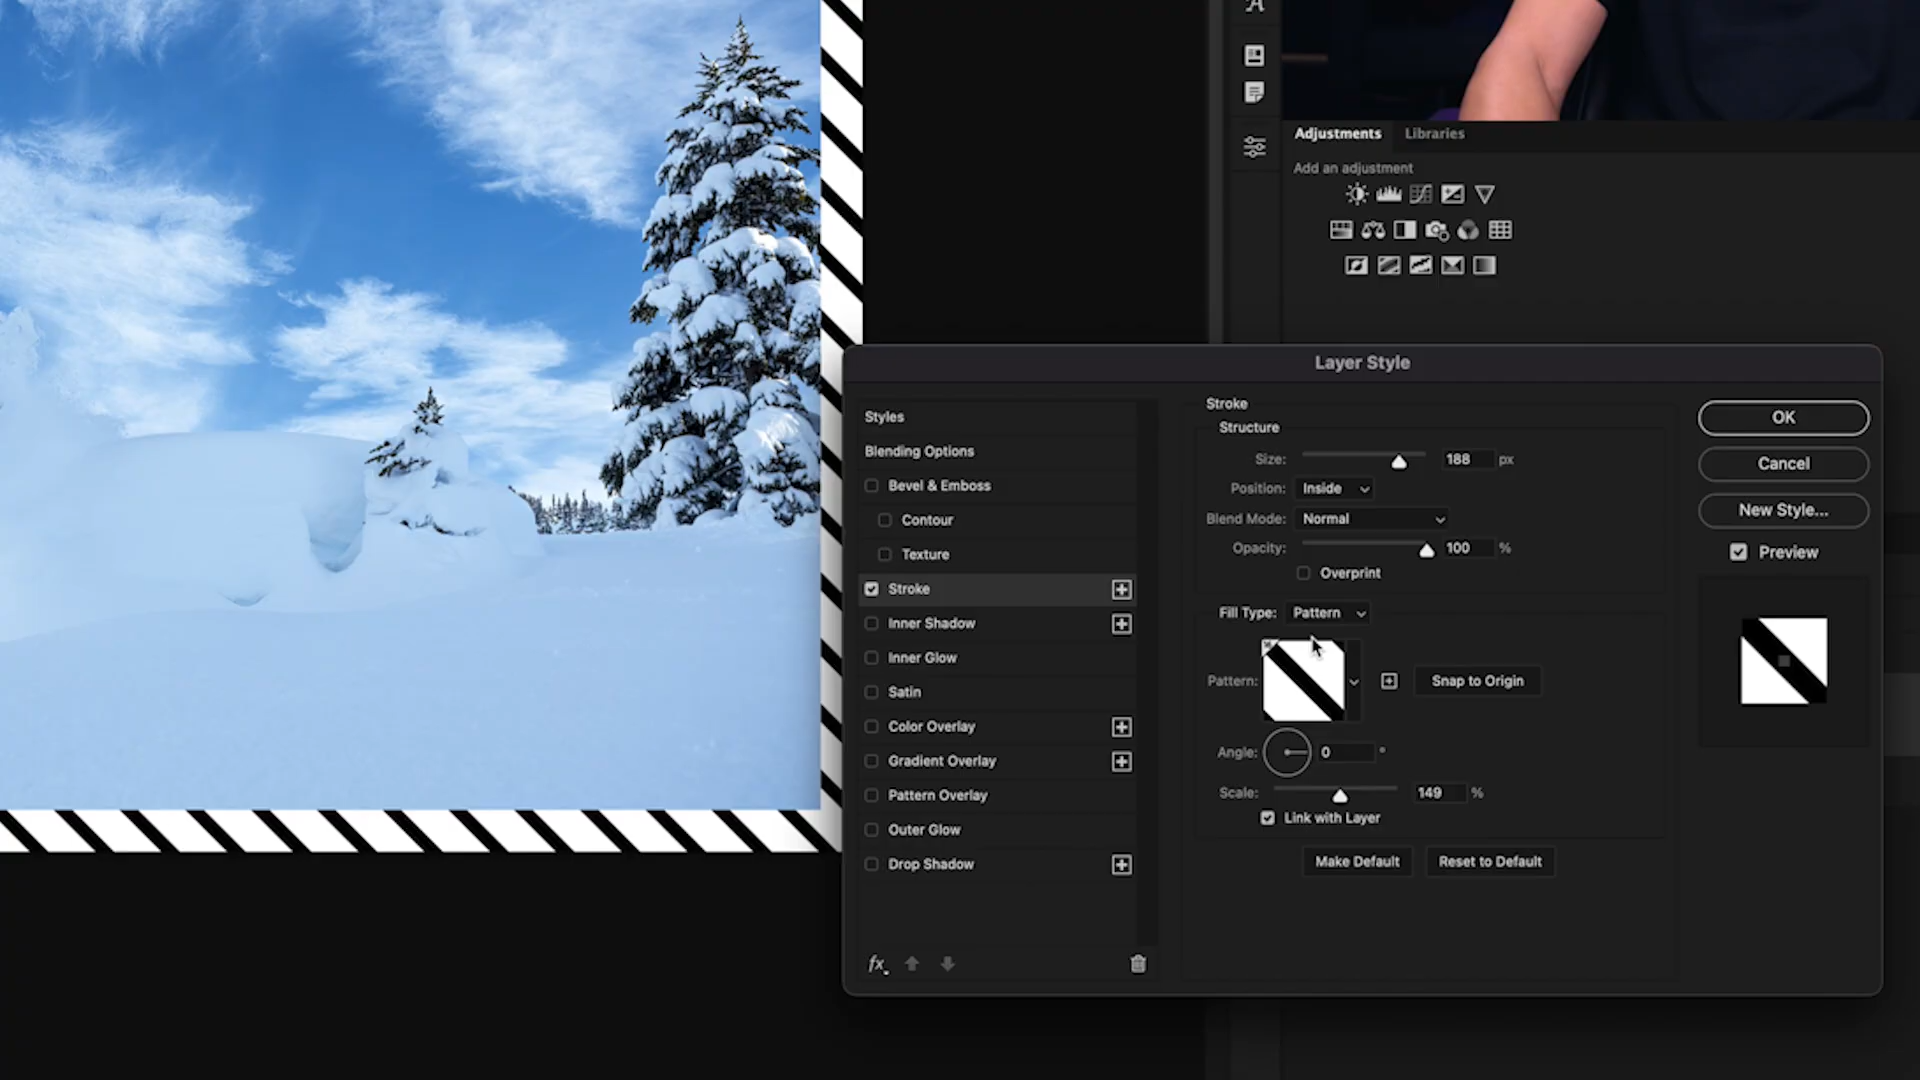 A
Adjustments
Libraries
Add an adjustment
Layer Style
Styles
Blending Options
Bevel & Emboss
Contour
Texture
Stroke
Inner Shadow
Inner Glow
Satin
Color Overlay
Gradient Overlay
Pattern Overlay
Outer Glow
Drop Shadow
fx
Stroke
Structure
Size: 188 px
Position: Inside
Blend Mode: Normal
Opacity: 100 %
Overprint
Fill Type: Pattern
Pattern: Snap to Origin
Angle: 0 °
Scale: 149 %
Link with Layer
Make Default
Reset to Default
OK
Cancel
New Style...
Preview